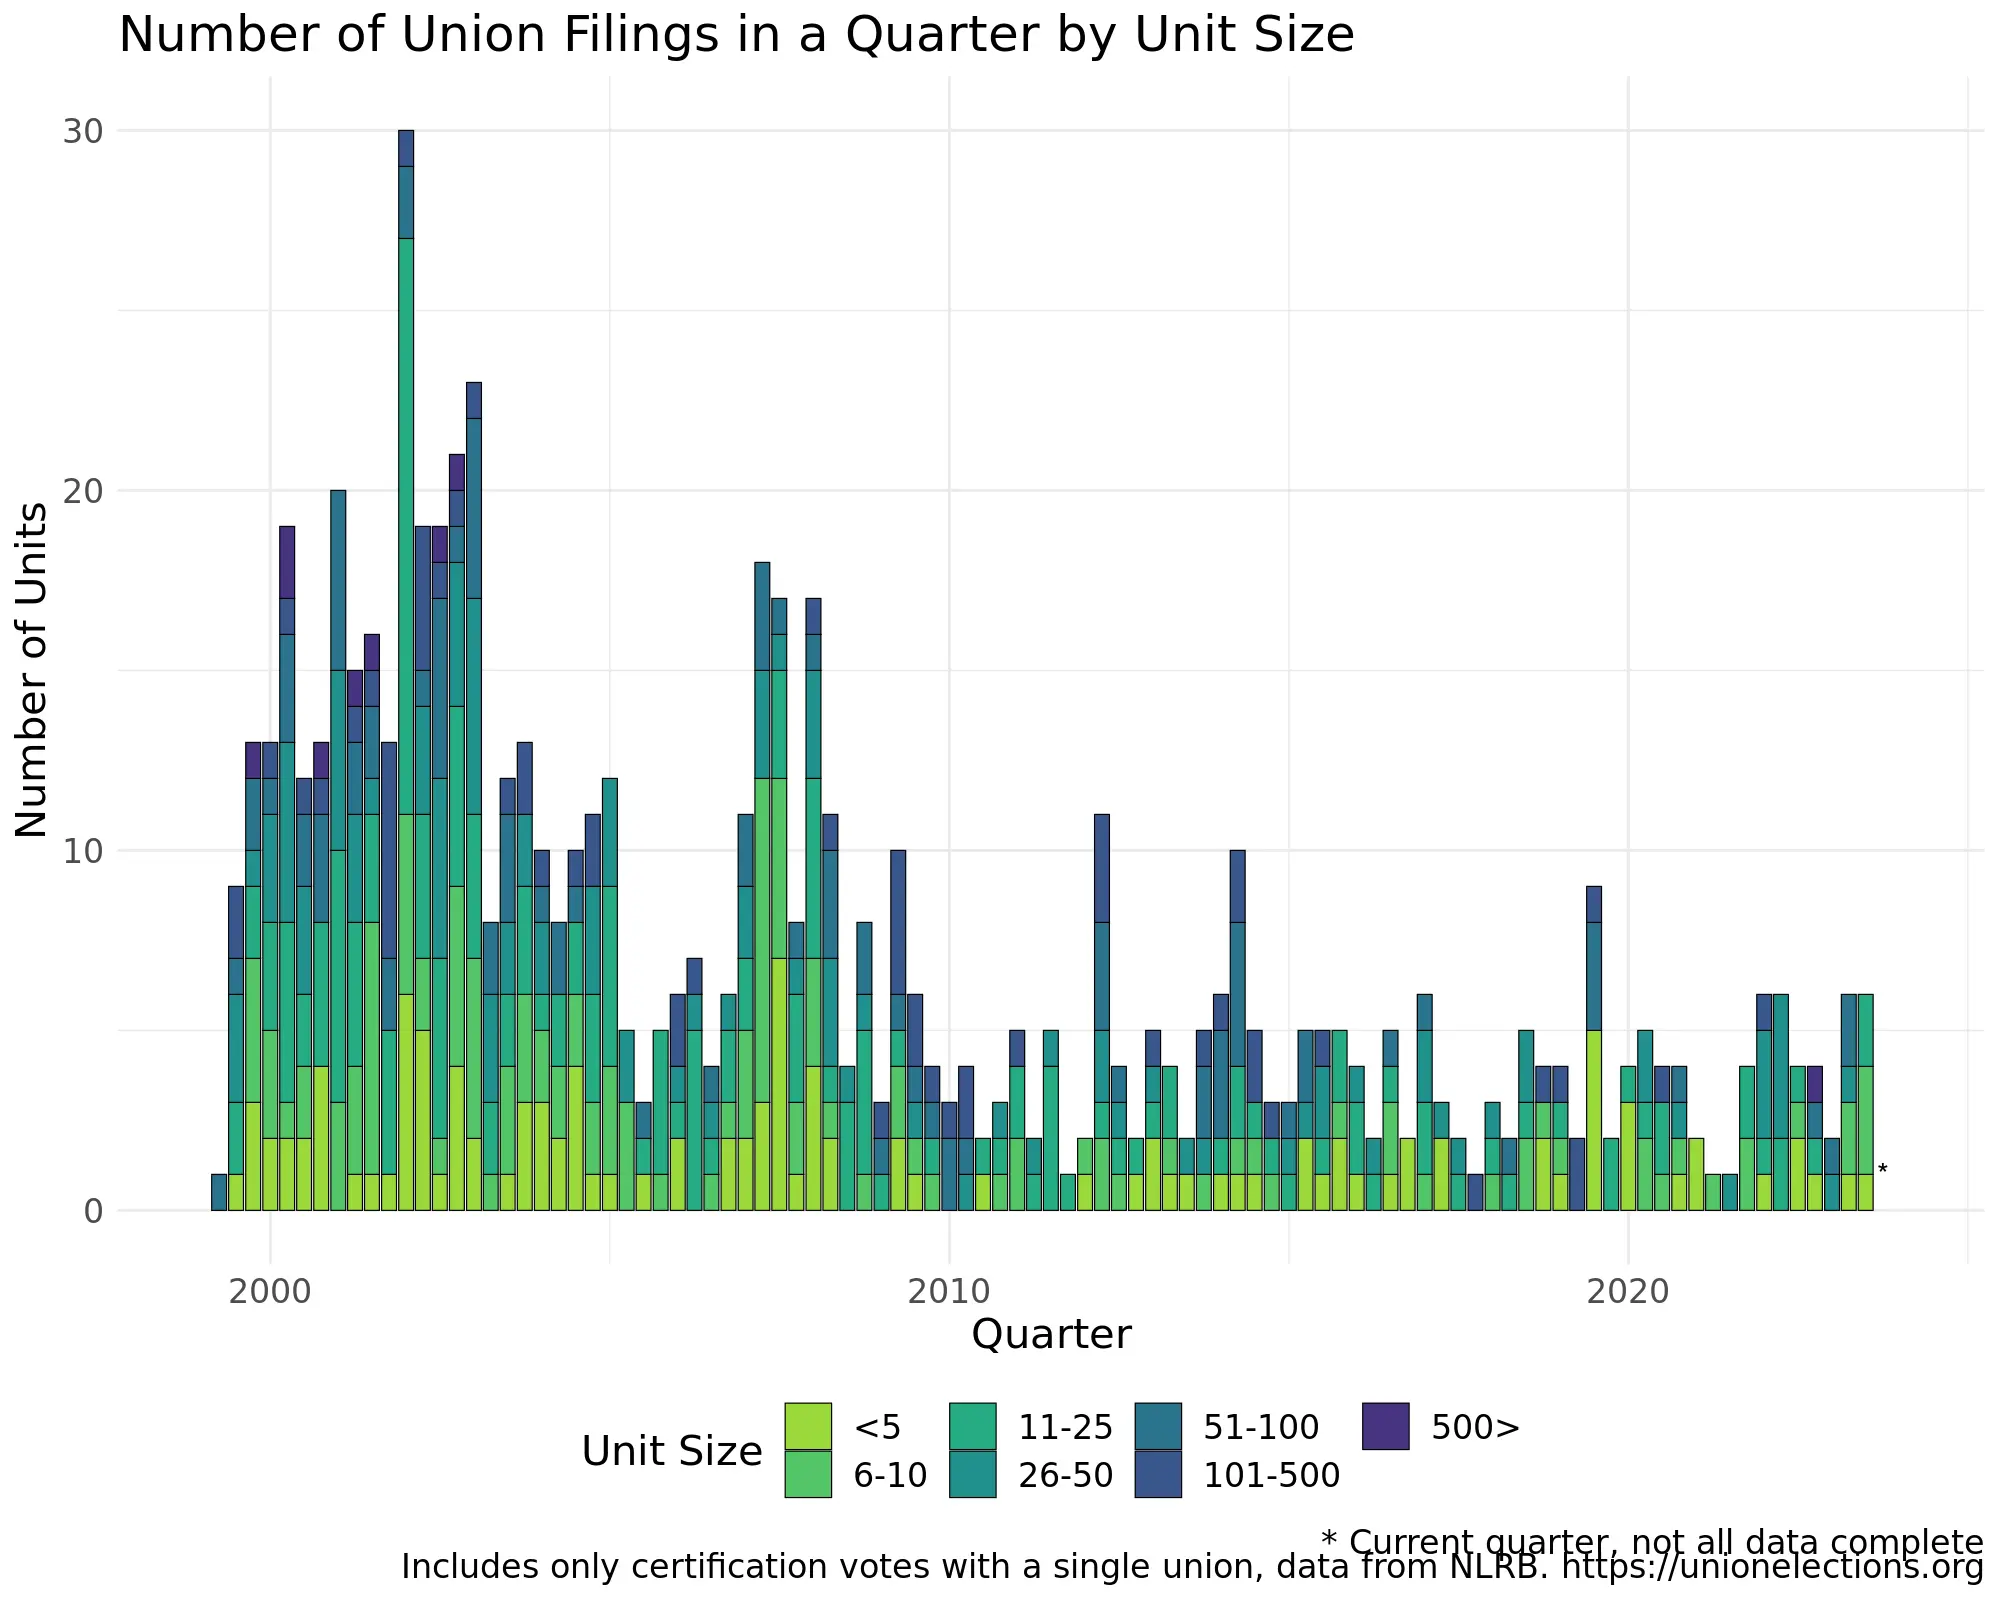 Number of Union Filings in a Quarter by Unit Size
Number of Units
30
20
10
0
*
2000 2010 2020
Quarter
Unit Size
<5 11-25 51-100 500>
6-10 26-50 101-500
* Current quarter, not all data complete
Includes only certification votes with a single union, data from NLRB. https://unionelections.org